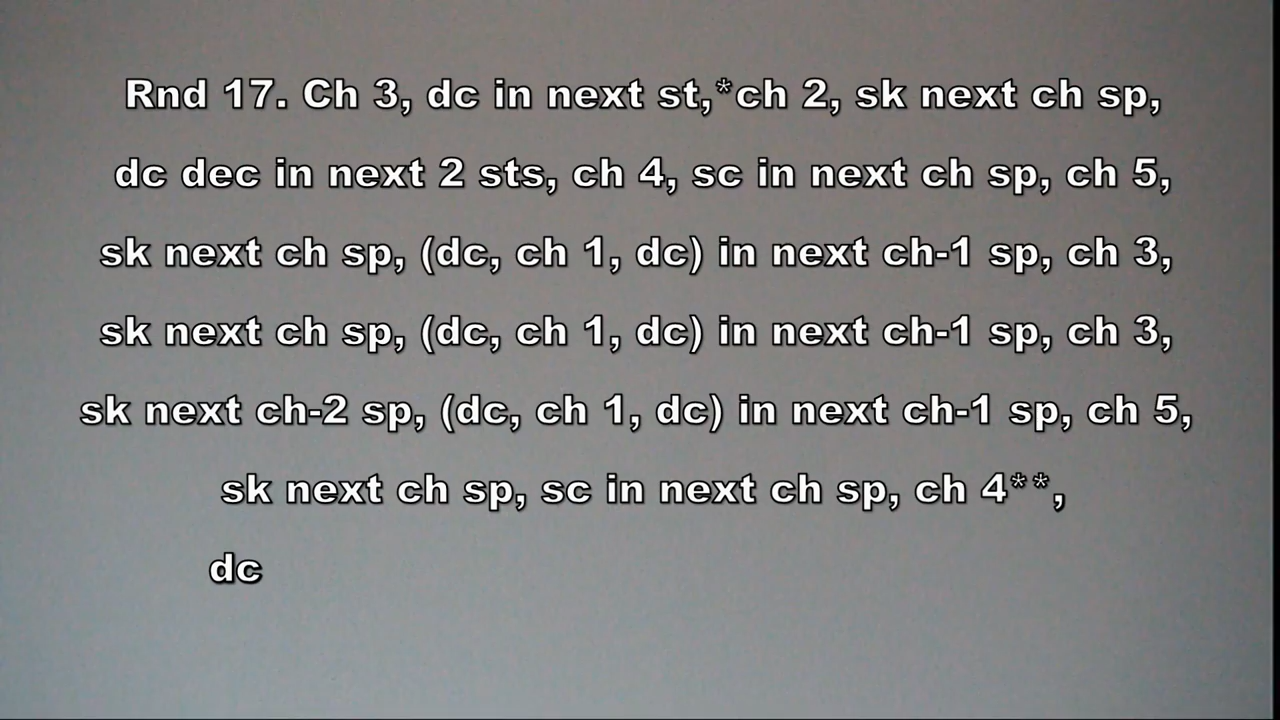 Rnd 17. Ch 3, dc in next st,*ch 2, sk next ch sp,
dc dec in next 2 sts, ch 4, sc in next ch sp, ch 5,
sk next ch sp, (dc, ch 1, dc) in next ch-1 sp, ch 3,
sk next ch sp, (dc, ch 1, dc) in next ch-1 sp, ch 3,
sk next ch-2 sp, (dc, ch 1, dc) in next ch-1 sp, ch 5,
sk next ch sp, sc in next ch sp, ch 4**,
dc